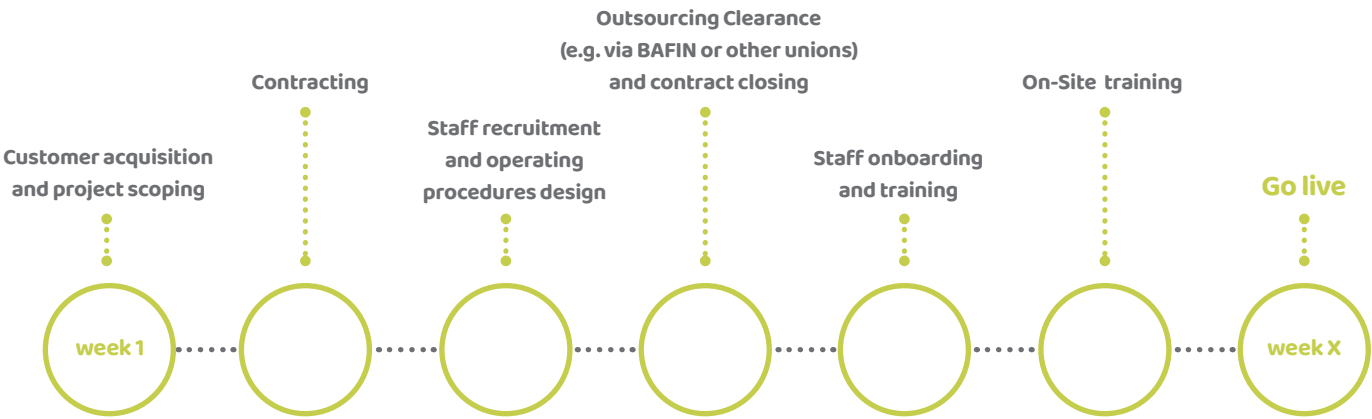 Customer acquisition
and project scoping
Contracting
Staff recruitment
and operating
procedures design
Outsourcing Clearance
(e.g. via BAFIN or other unions)
and contract closing
Staff onboarding
and training
On-Site training
Go live
week 1
week X